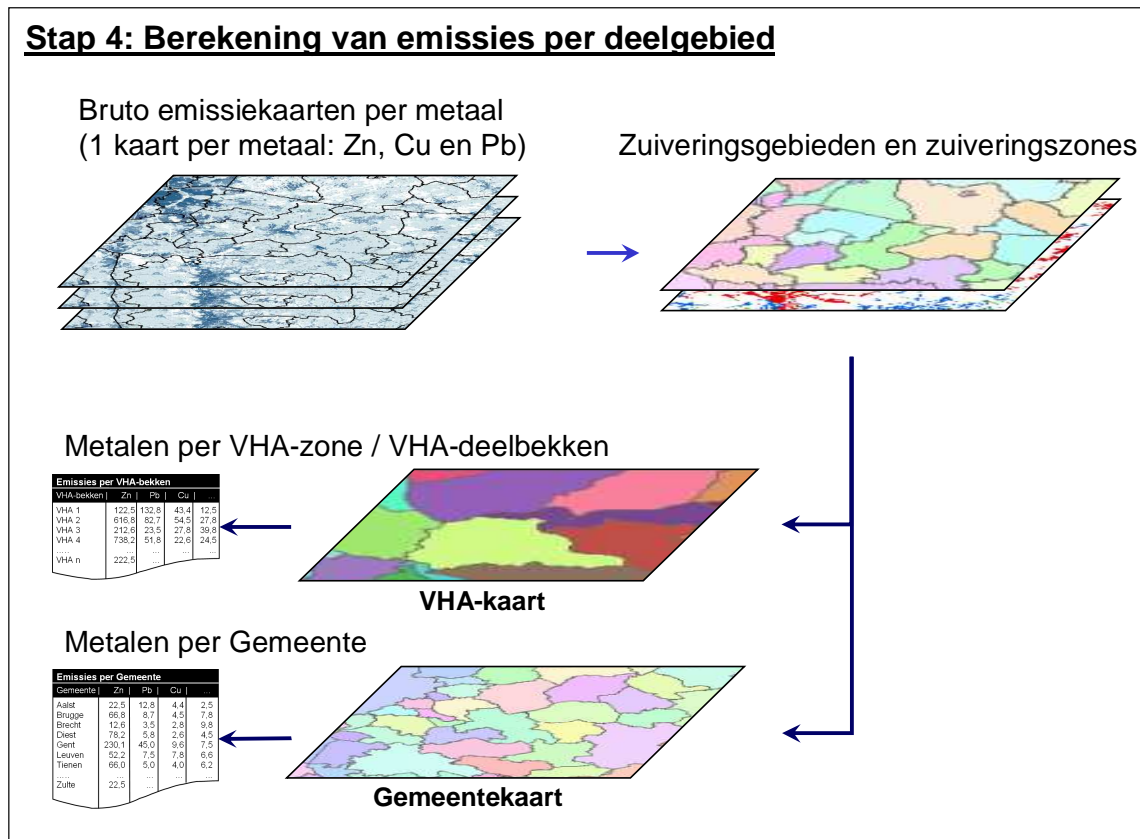 Stap 4: Berekening van emissies per deelgebied
Bruto emissiekaarten per metaal
(1 kaart per metaal: Zn, Cu en Pb)
Zuiveringsgebieden en zuiveringszones
Metalen per VHA-zone / VHA-deelbekken
Emissies per VHA-bekken
VHA-bekken | Zn | Pb | Cu | ...
VHA 1 122,5 132,8 43,4 12,5
VHA 2 616,8 82,7 54,5 27,8
VHA 3 212,6 23,5 27,8 39,8
VHA 4 738,2 51,8 22,6 24,5
..... ... ... ... ...
VHA n 222,5 ...
VHA-kaart
Metalen per Gemeente
Emissies per Gemeente
Gemeente | Zn | Pb | Cu | ...
Aalst 22,5 12,8 4,4 2,5
Brugge 66,8 8,7 4,5 7,8
Brecht 12,6 3,5 2,8 9,8
Diest 78,2 5,8 2,6 4,5
Gent 230,1 45,0 9,6 7,5
Leuven 52,2 7,5 7,8 6,6
Tienen 66,0 5,0 4,0 6,2
..... ... ... ... ...
Zulte 22,5 ...
Gemeentekaart